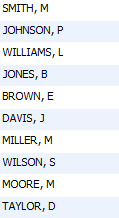 SMITH, M
JOHNSON, P
WILLIAMS, L
JONES, B
BROWN, E
DAVIS, J
MILLER, M
WILSON, S
MOORE, M
TAYLOR, D